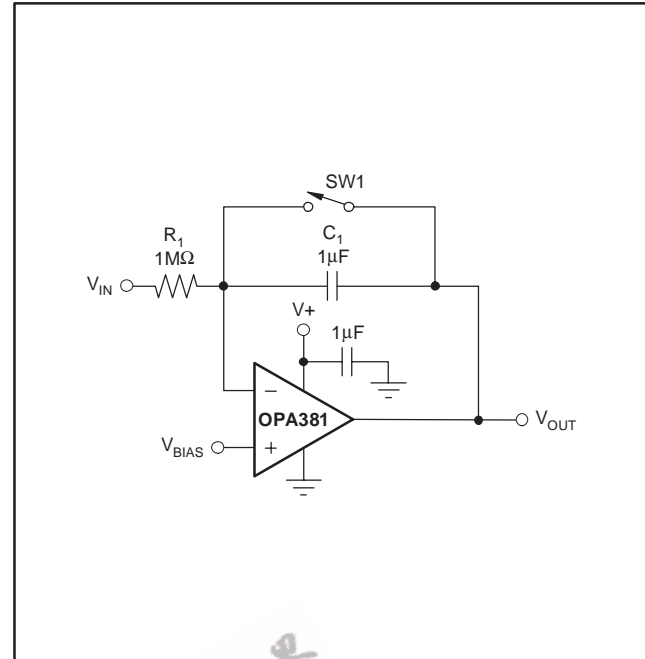 SW1
R1
1MΩ
C1
1μF
VIN
V+
1μF
−
OPA381
VOUT
VBIAS
+